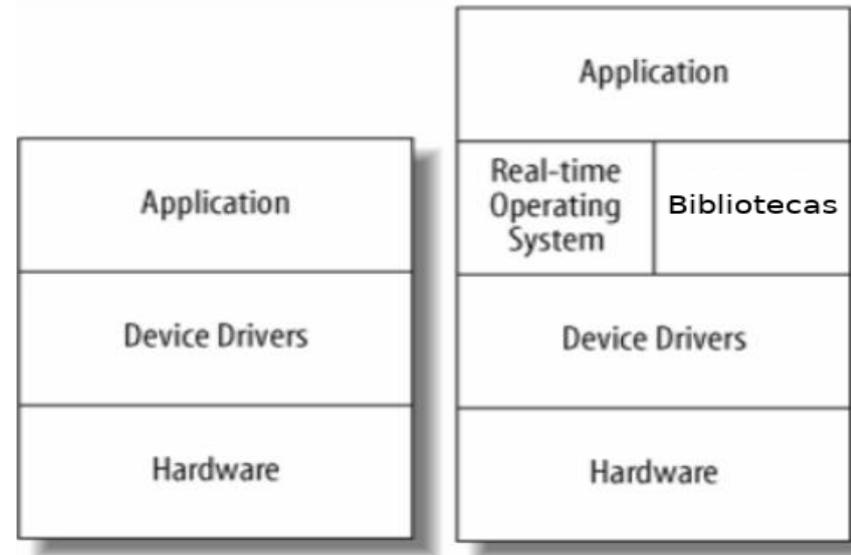 Application
Device Drivers
Hardware
Application
Real-time
Operating
System
Bibliotecas
Device Drivers
Hardware